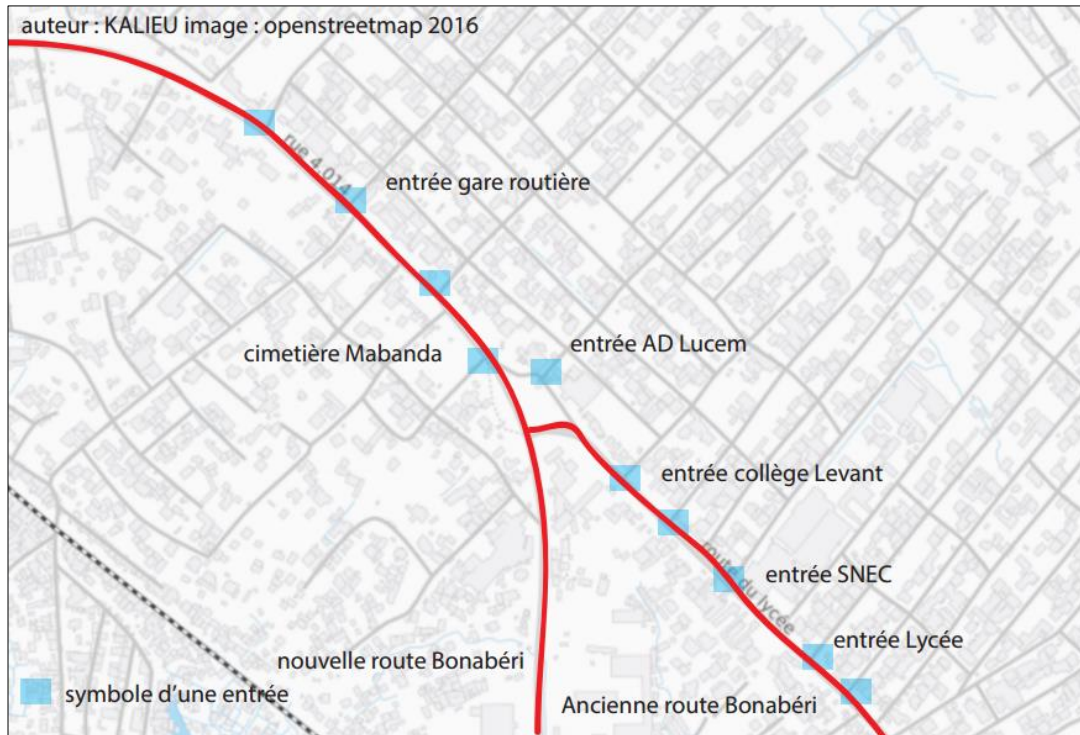 auteur : KALIEU image : openstreetmap 2016
rue 4.014
entrée gare routière
cimetière Mabanda
entrée AD Lucem
entrée collège Levant
route du lycée
entrée SNEC
entrée Lycée
nouvelle route Bonabéri
symbole d'une entrée
Ancienne route Bonabéri